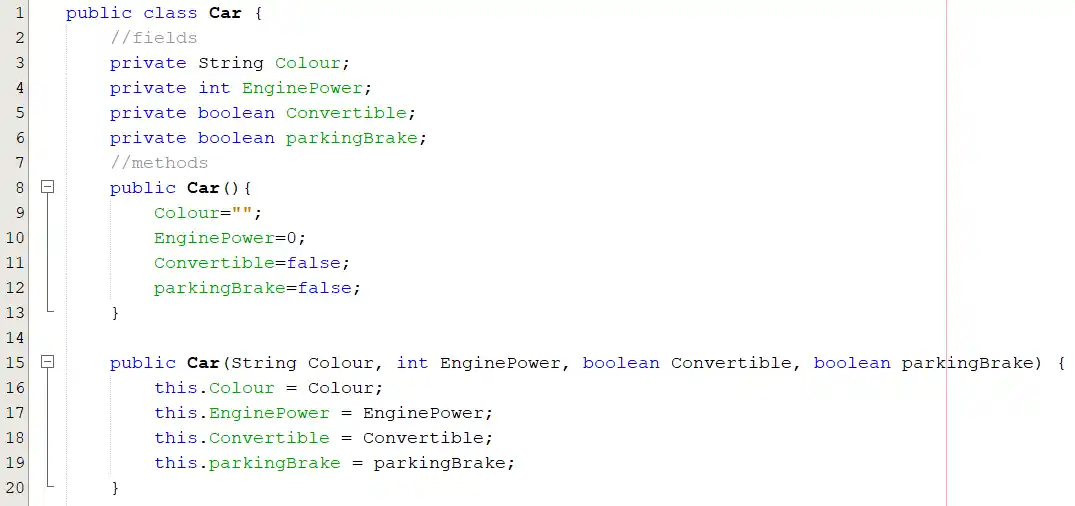 1 public class Car {
2 //fields
3 private String Colour;
4 private int EnginePower;
5 private boolean Convertible;
6 private boolean parkingBrake;
7 //methods
8 public Car(){
9 Colour="";
10 EnginePower=0;
11 Convertible=false;
12 parkingBrake=false;
13 }
14
15 public Car(String Colour, int EnginePower, boolean Convertible, boolean parkingBrake) {
16 this.Colour = Colour;
17 this.EnginePower = EnginePower;
18 this.Convertible = Convertible;
19 this.parkingBrake = parkingBrake;
20 }